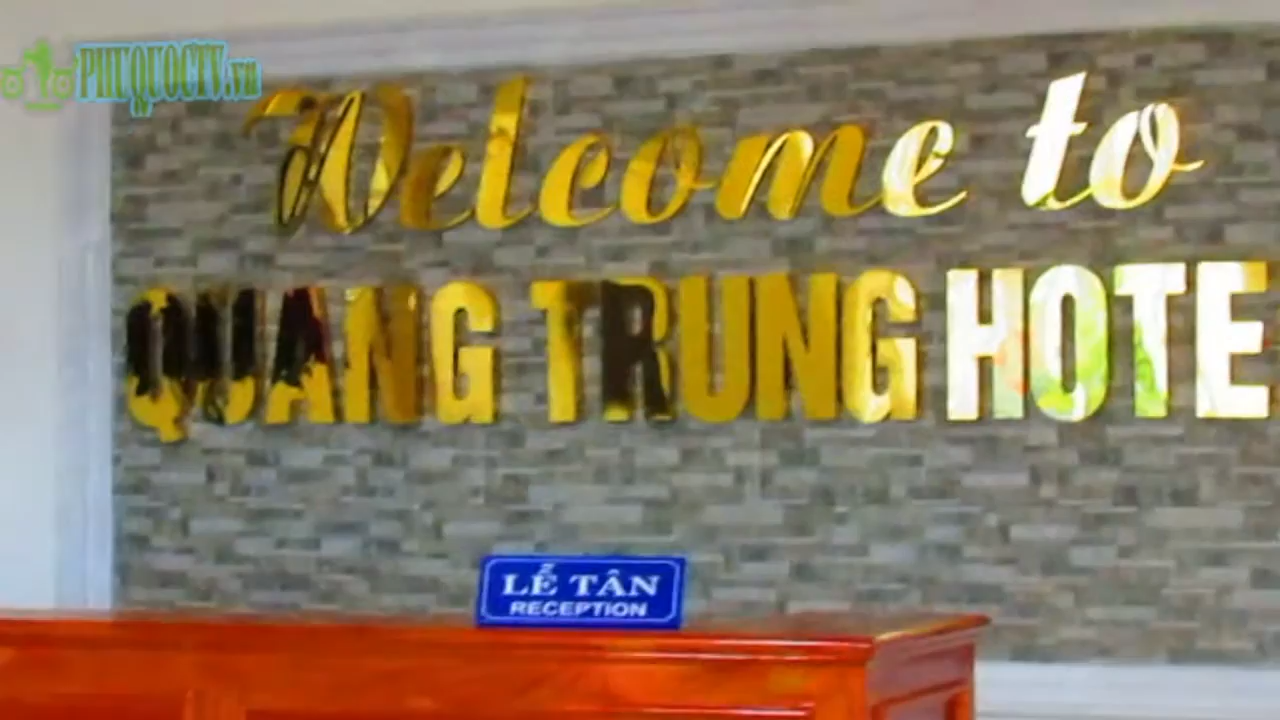 PHUQUOCTV.vn
Welcome to
QUANG TRUNG HOTE
LỄ TÂN
RECEPTION